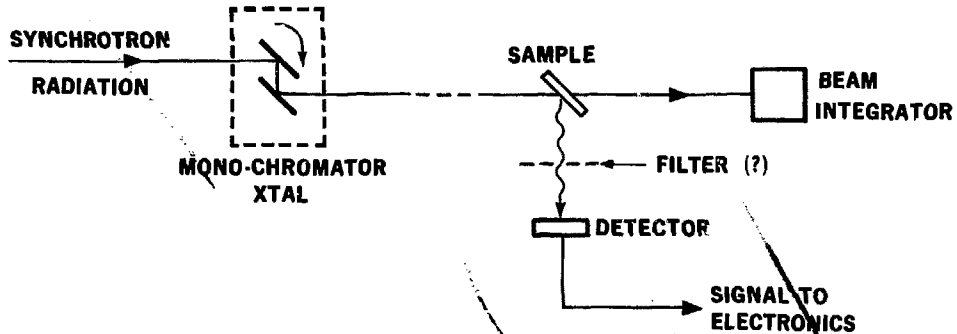 SYNCHROTRON
RADIATION
MONO-CHROMATOR
XTAL
SAMPLE
BEAM
INTEGRATOR
FILTER (?)
DETECTOR
SIGNAL TO
ELECTRONICS